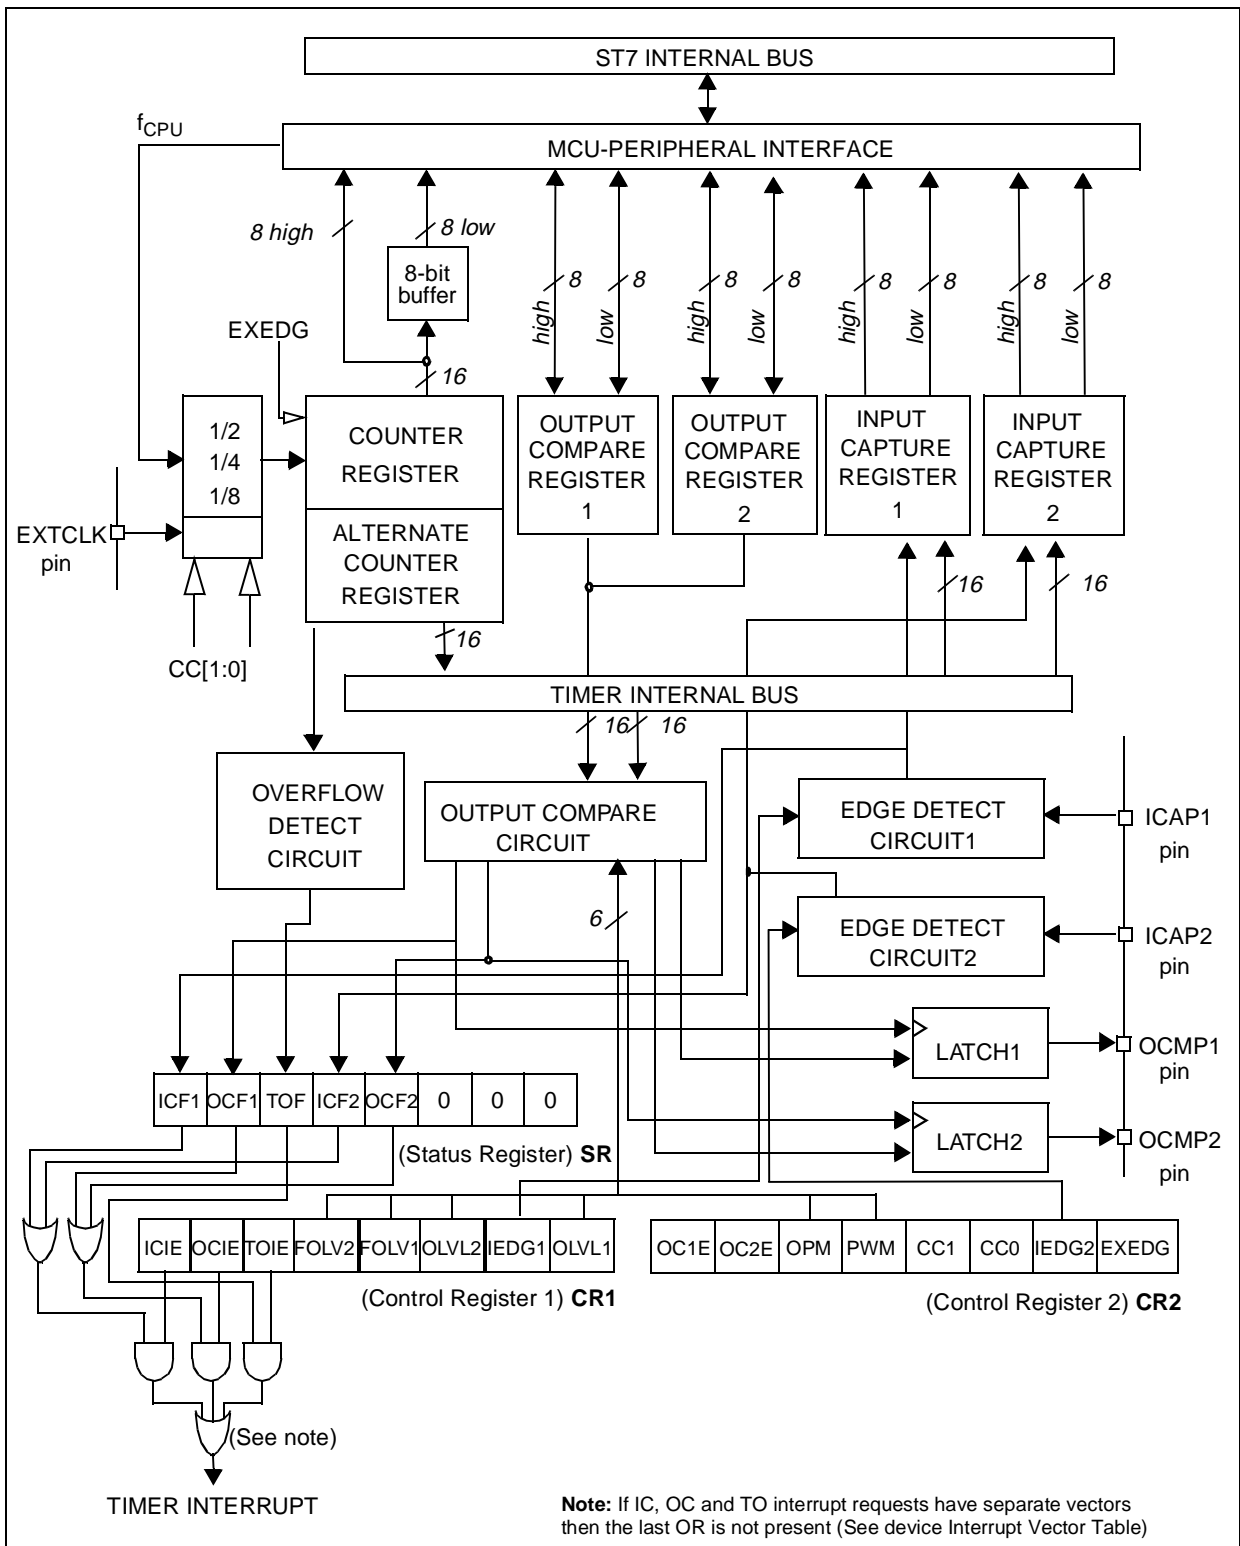 ST7 INTERNAL BUS
fCPU
MCU-PERIPHERAL INTERFACE
8 high
8 low
8-bit
buffer
8
8
8
8
8
8
8
8
high
low
high
low
high
low
high
low
EXEDG
16
1/2
1/4
1/8
COUNTER
REGISTER
OUTPUT
COMPARE
REGISTER
1
OUTPUT
COMPARE
REGISTER
2
INPUT
CAPTURE
REGISTER
1
INPUT
CAPTURE
REGISTER
2
EXTCLK
pin
ALTERNATE
COUNTER
REGISTER
16
16
16
CC[1:0]
TIMER INTERNAL BUS
16
16
OVERFLOW
DETECT
CIRCUIT
OUTPUT COMPARE
CIRCUIT
EDGE DETECT
CIRCUIT1
ICAP1
pin
6
EDGE DETECT
CIRCUIT2
ICAP2
pin
LATCH1
OCMP1
pin
ICF1 OCF1 TOF ICF2 OCF2 0 0 0
LATCH2
OCMP2
pin
(Status Register) SR
ICIE OCIE TOIE FOLV2 FOLV1 OLVL2 IEDG1 OLVL1
OC1E OC2E OPM PWM CC1 CC0 IEDG2 EXEDG
(Control Register 1) CR1
(Control Register 2) CR2
(See note)
TIMER INTERRUPT
Note: If IC, OC and TO interrupt requests have separate vectors
then the last OR is not present (See device Interrupt Vector Table)